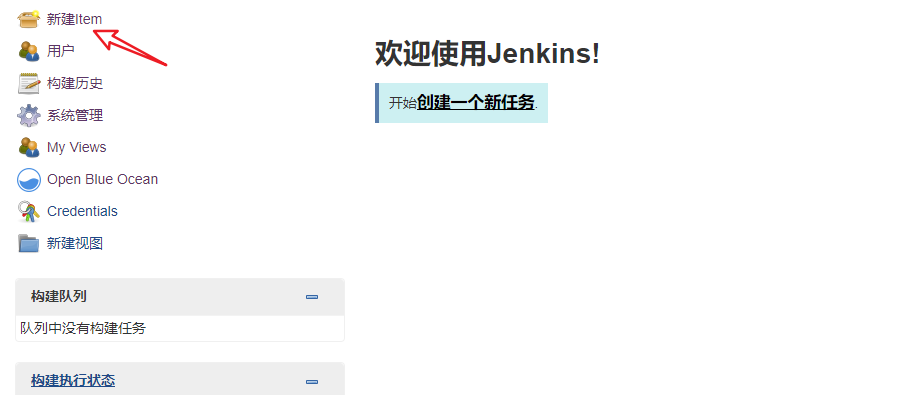 新建Item
用户
构建历史
系统管理
My Views
Open Blue Ocean
Credentials
新建视图
构建队列
队列中没有构建任务
构建执行状态
欢迎使用Jenkins!
开始创建一个新任务.